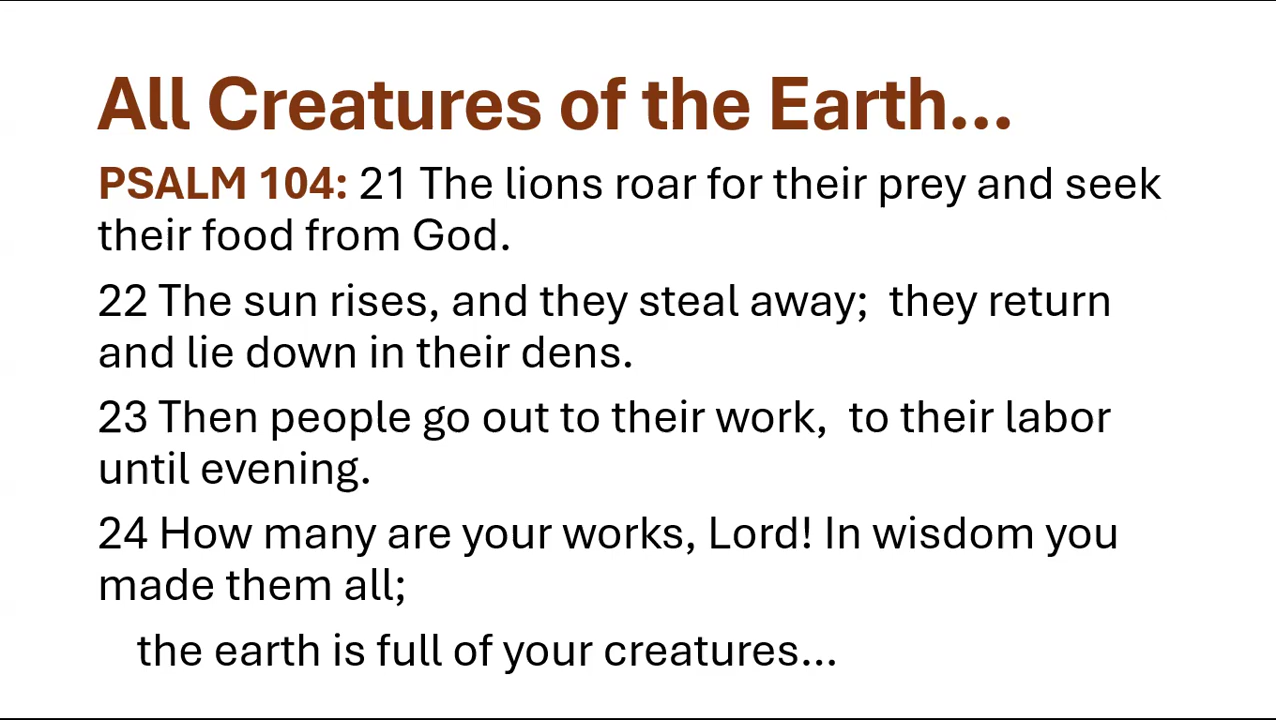 All Creatures of the Earth...
PSALM 104: 21 The lions roar for their prey and seek
their food from God.
22 The sun rises, and they steal away;  they return
and lie down in their dens.
23 Then people go out to their work,  to their labor
until evening.
24 How many are your works, Lord! In wisdom you
made them all;
the earth is full of your creatures...